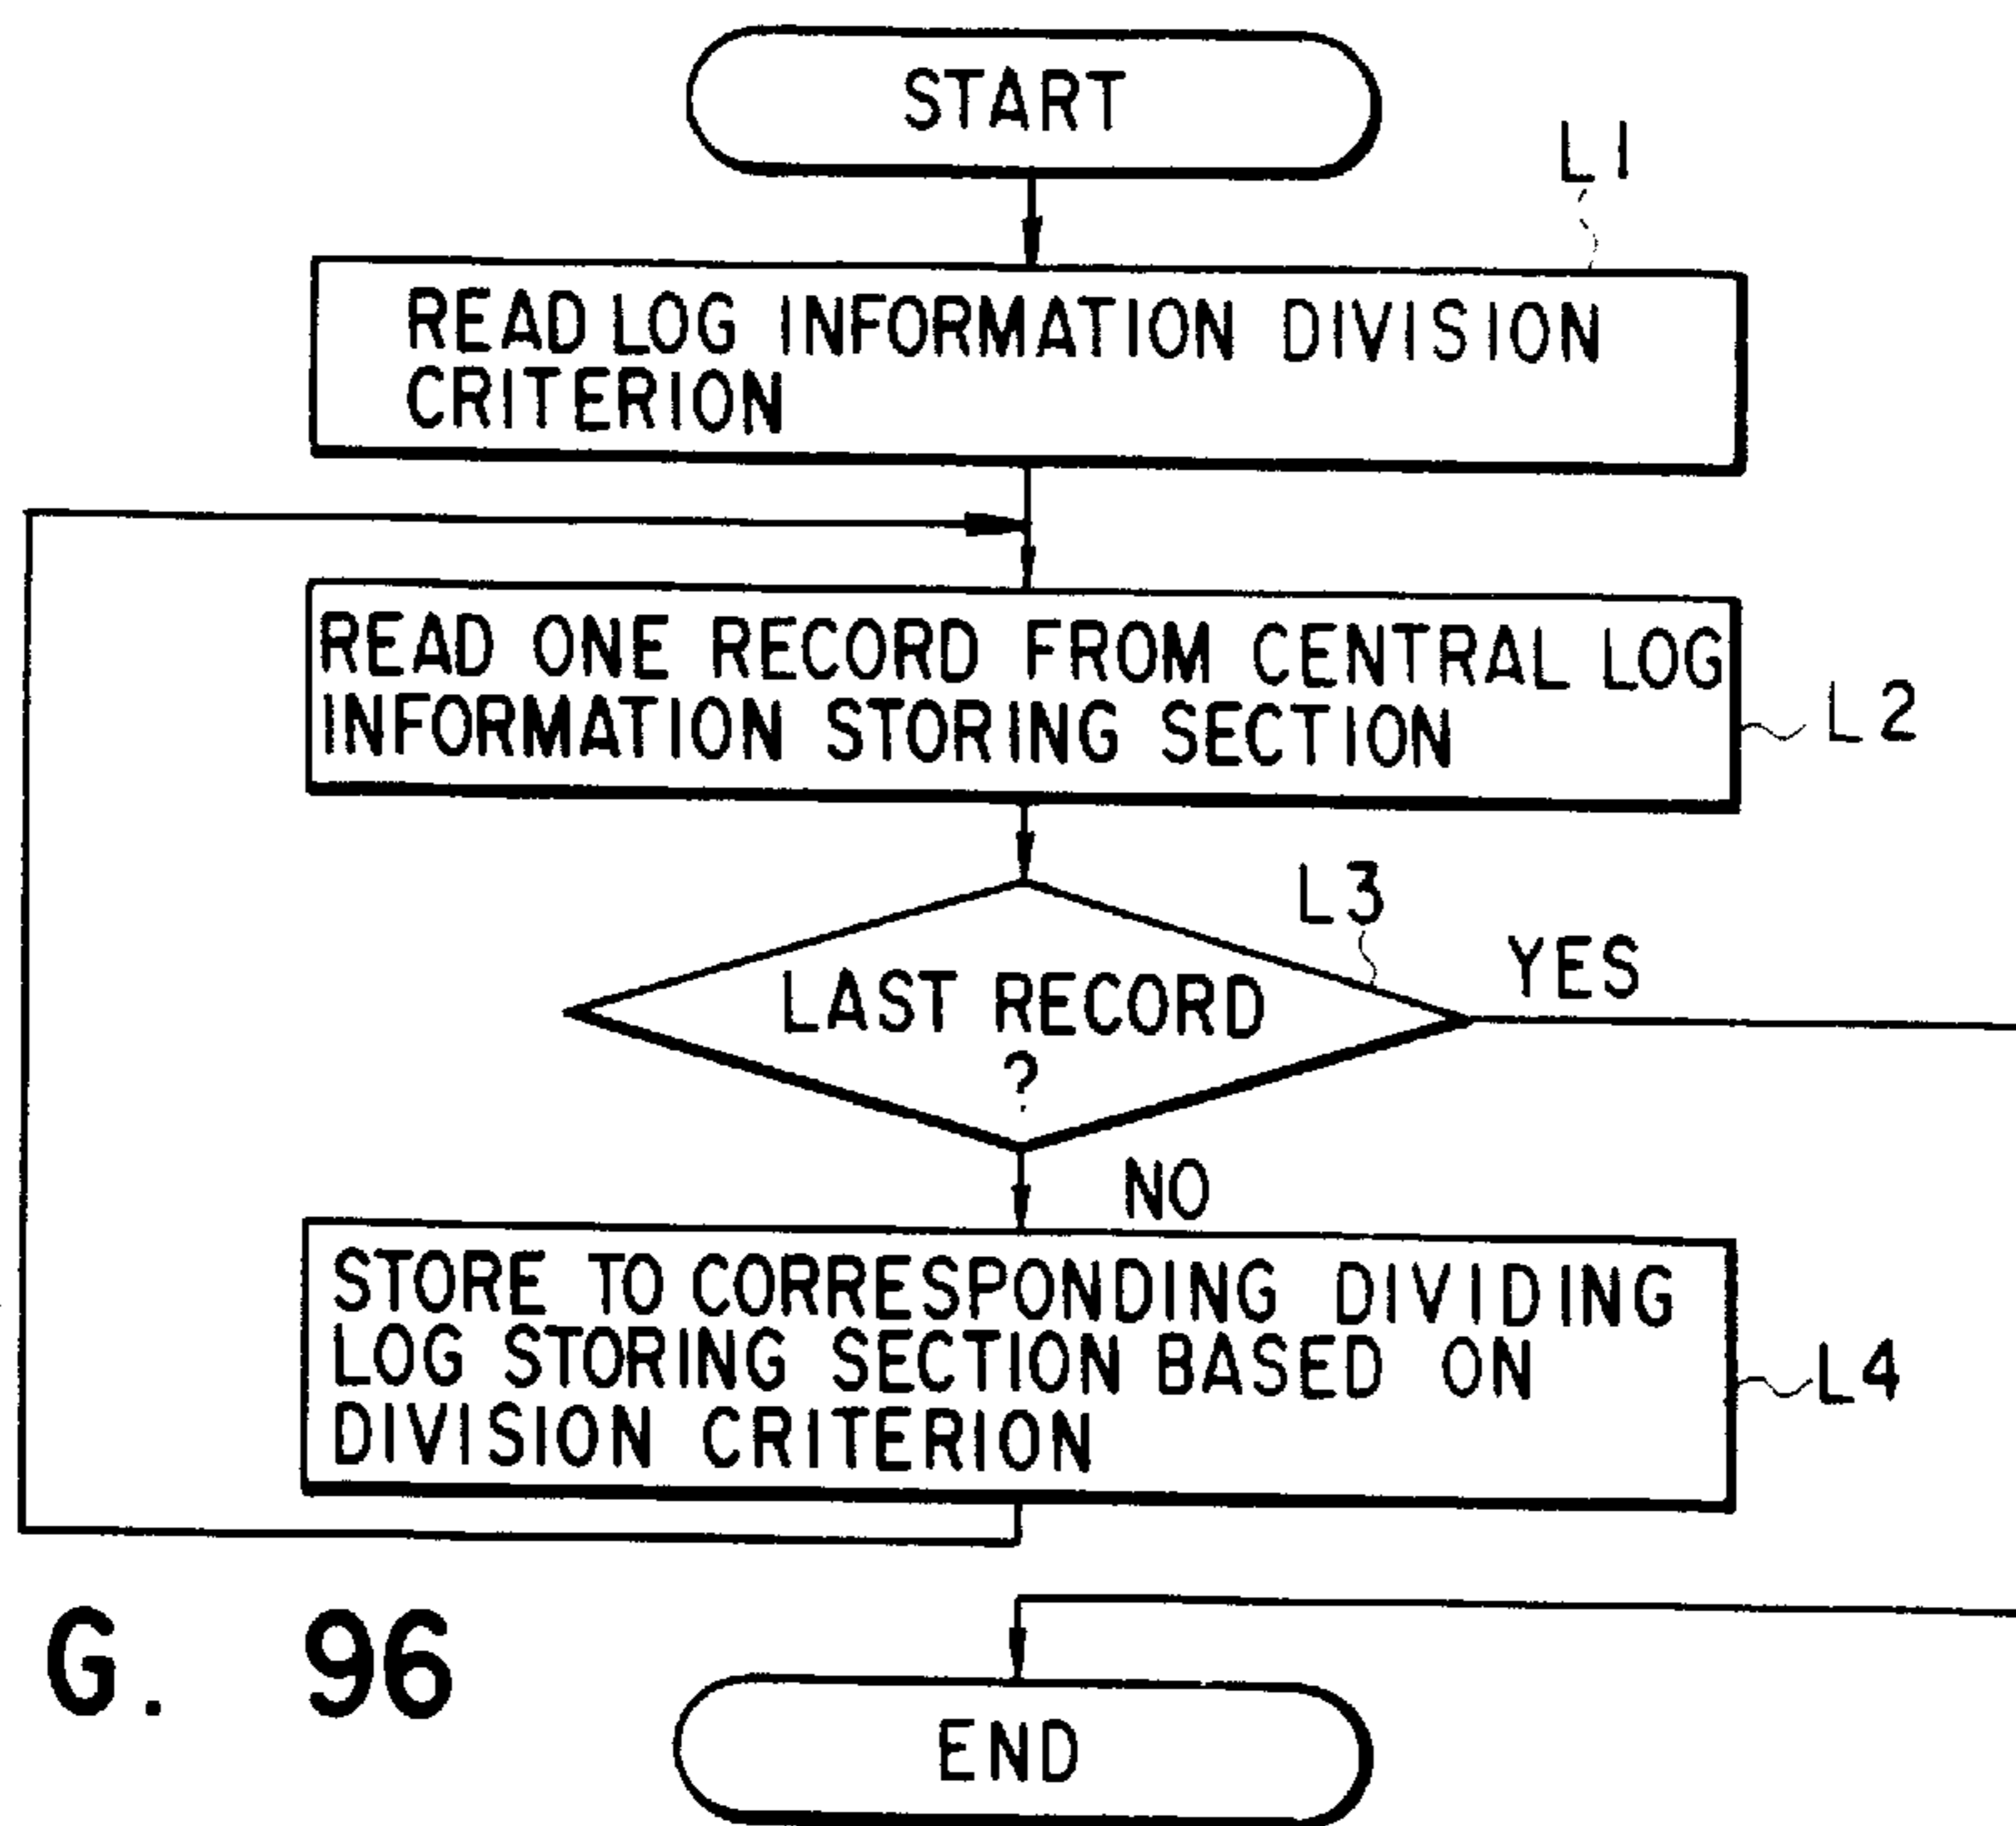 START
L1
READ LOG INFORMATION DIVISION
CRITERION
READ ONE RECORD FROM CENTRAL LOG
INFORMATION STORING SECTION
L2
L3
YES
LAST RECORD
?
NO
STORE TO CORRESPONDING DIVIDING
LOG STORING SECTION BASED ON
DIVISION CRITERION
L4
G. 96
END